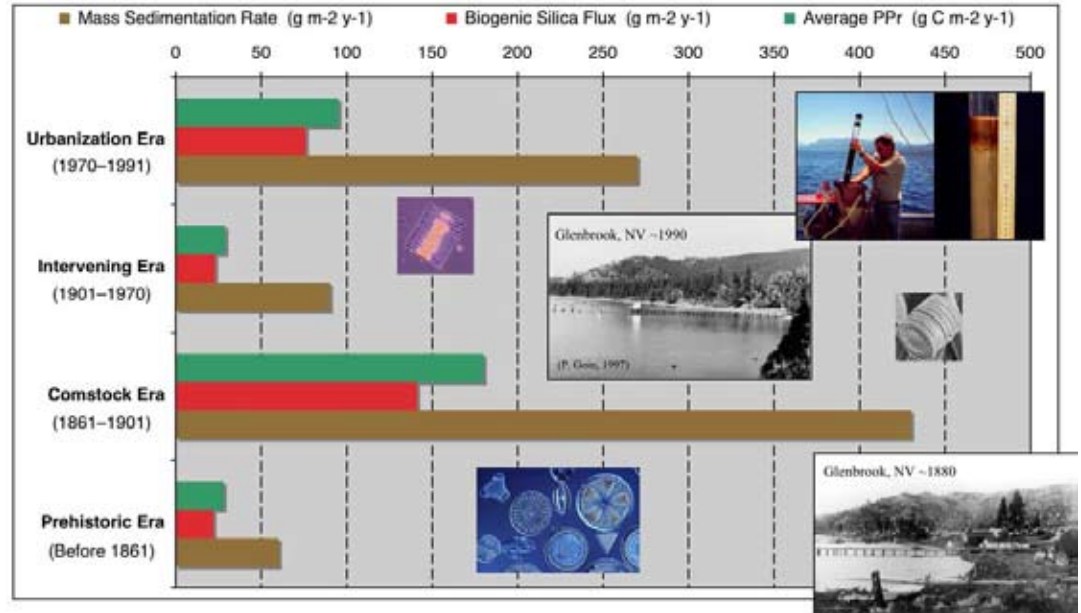 Mass Sedimentation Rate (g m-2 y-1) Biogenic Silica Flux (g m-2 y-1) Average PPr (g C m-2 y-1)
0 50 100 150 200 250 300 350 400 450 500
Urbanization Era
(1970–1991)
Glenbrook, NV ~1990
Intervening Era
(1901–1970)
(P. Goin, 1997)
Comstock Era
(1861–1901)
Glenbrook, NV ~1880
Prehistoric Era
(Before 1861)